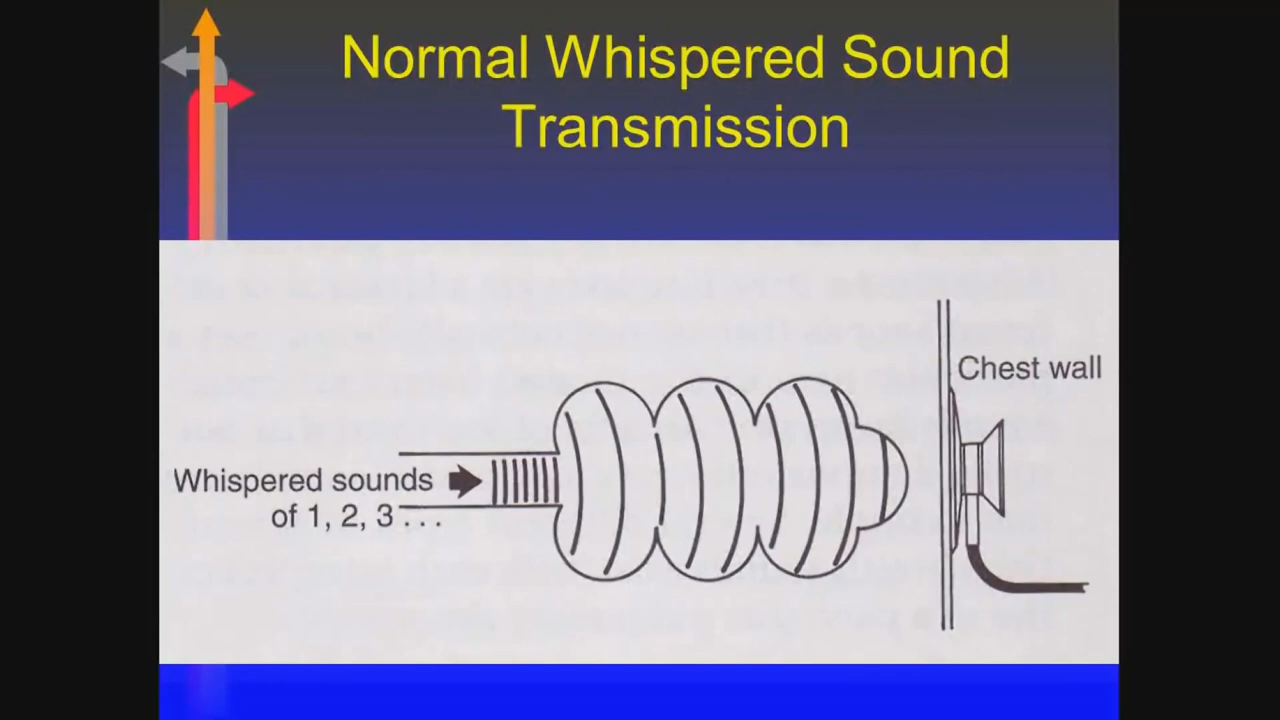 Normal Whispered Sound
Transmission
Chest wall
Whispered sounds
of 1, 2, 3 . . .